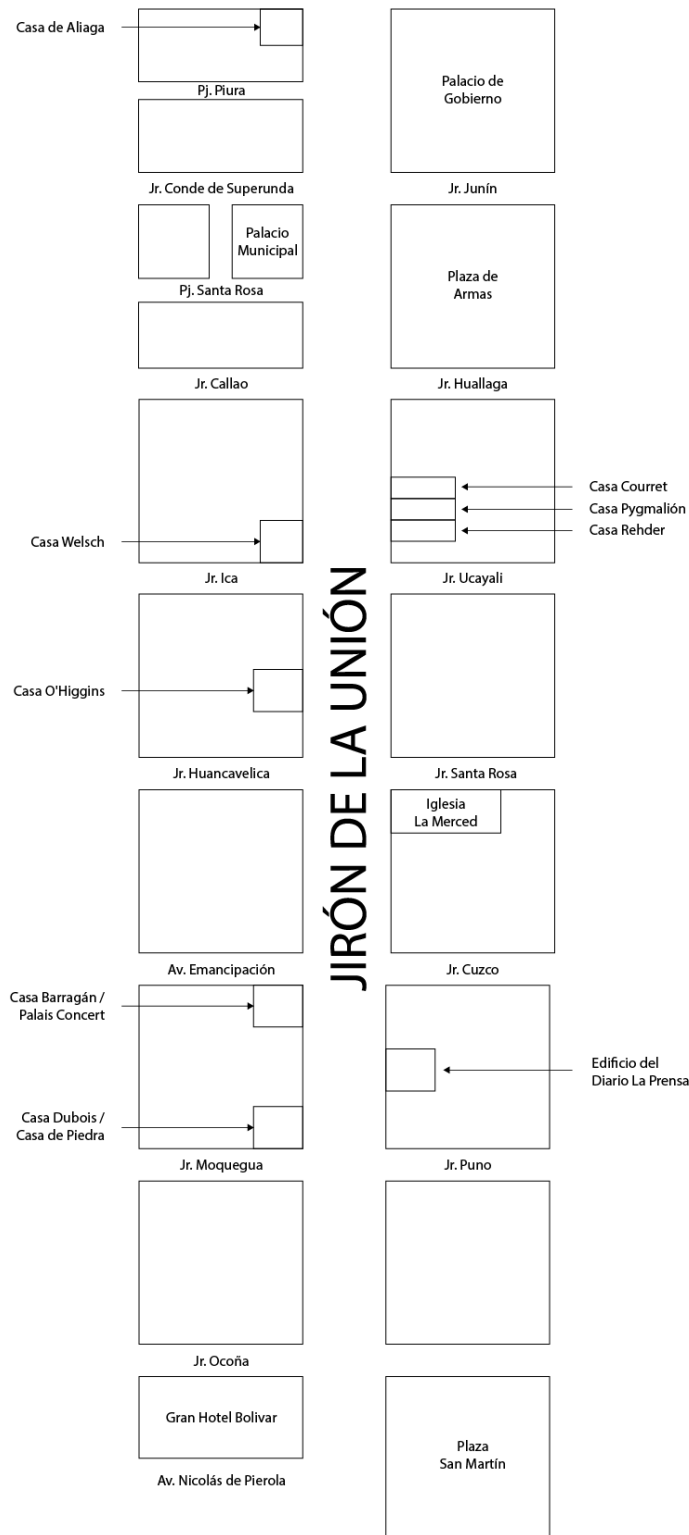 Casa de Aliaga
Palacio de
Gobierno
Pj. Piura
Jr. Conde de Superunda
Jr. Junín
Palacio
Municipal
Plaza de
Armas
Pj. Santa Rosa
Jr. Callao
Jr. Huallaga
Casa Courret
Casa Pygmalión
Casa Rehder
Casa Welsch
Jr. Ica
Jr. Ucayali
JIRÓN DE LA UNIÓN
Casa O'Higgins
Jr. Huancavelica
Jr. Santa Rosa
Iglesia
La Merced
Av. Emancipación
Jr. Cuzco
Casa Barragán /
Palais Concert
Edificio del
Diario La Prensa
Casa Dubois /
Casa de Piedra
Jr. Moquegua
Jr. Puno
Jr. Ocoña
Gran Hotel Bolivar
Plaza
San Martín
Av. Nicolás de Pierola